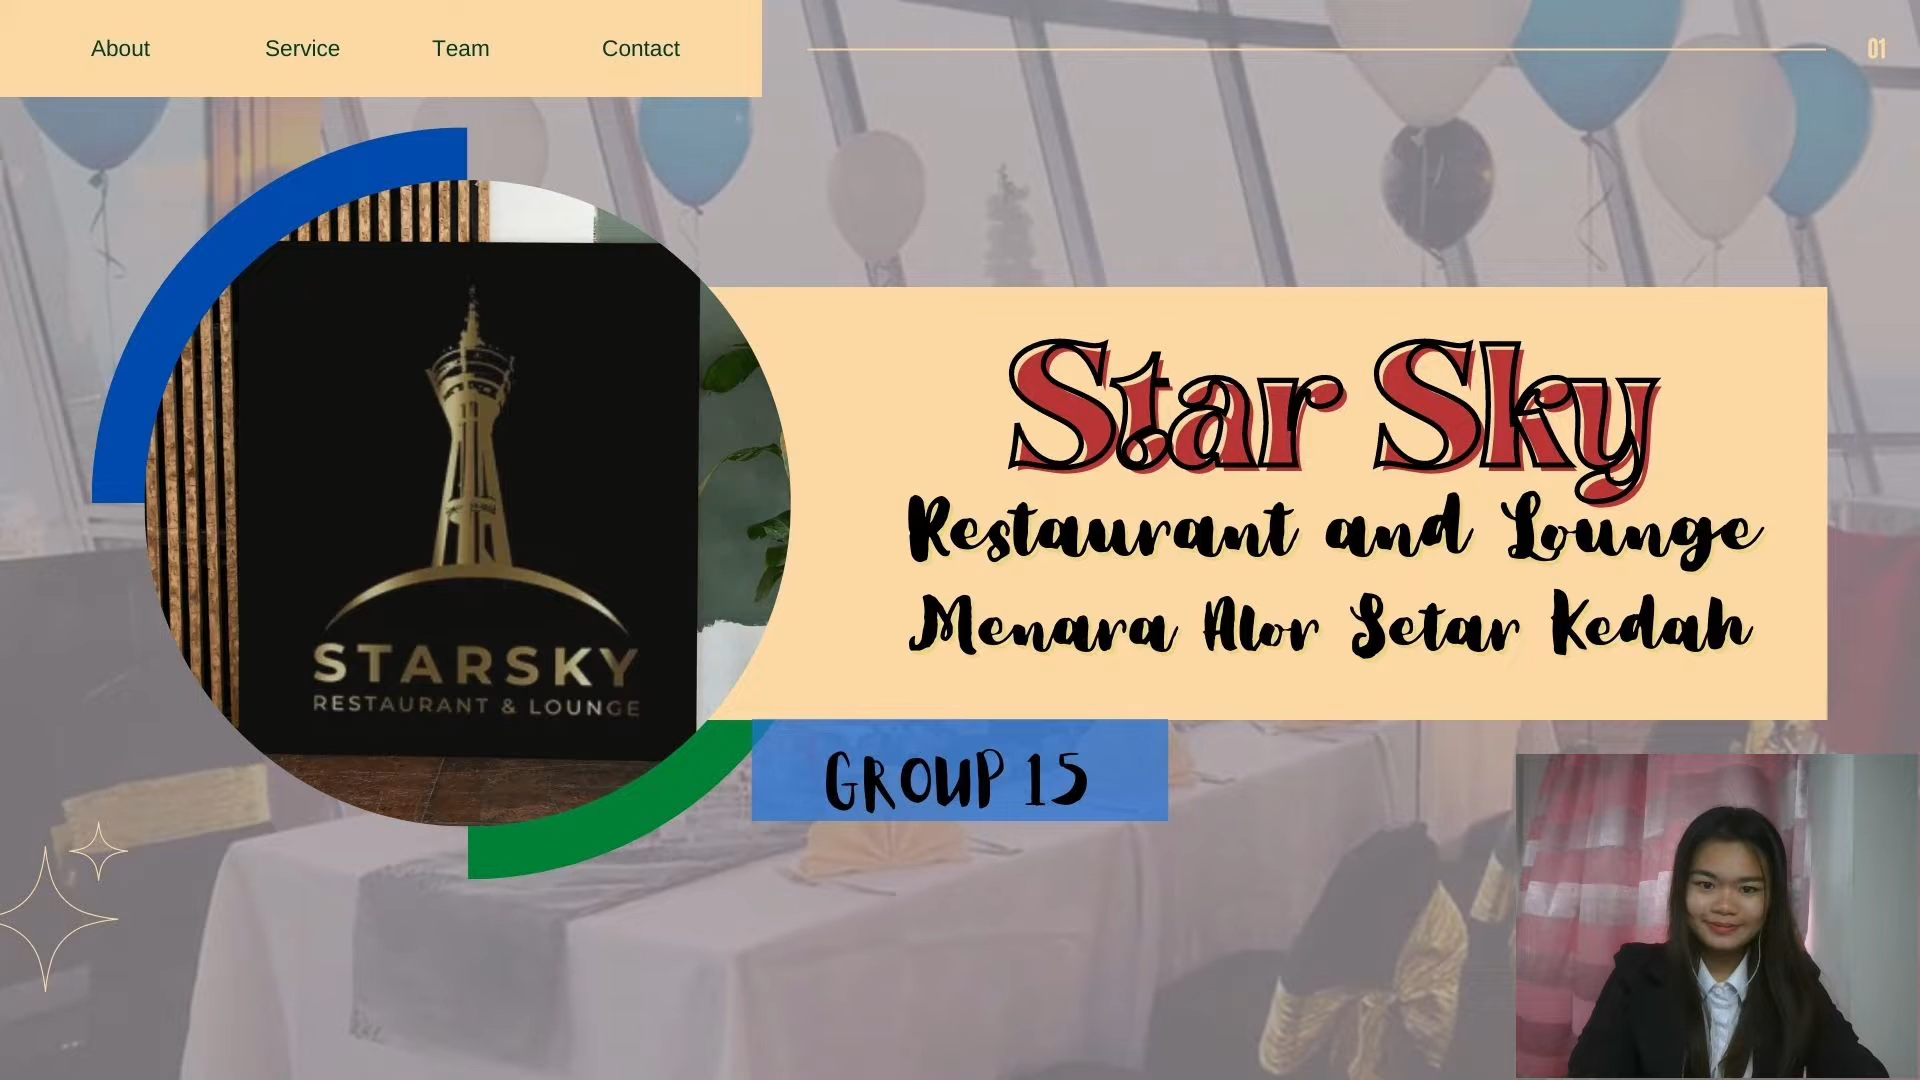 About Service Team Contact
01
Star Sky
Restaurant and Lounge
Menara Alor Setar Kedah
STARSKY
RESTAURANT & LOUNGE
GROUP 15